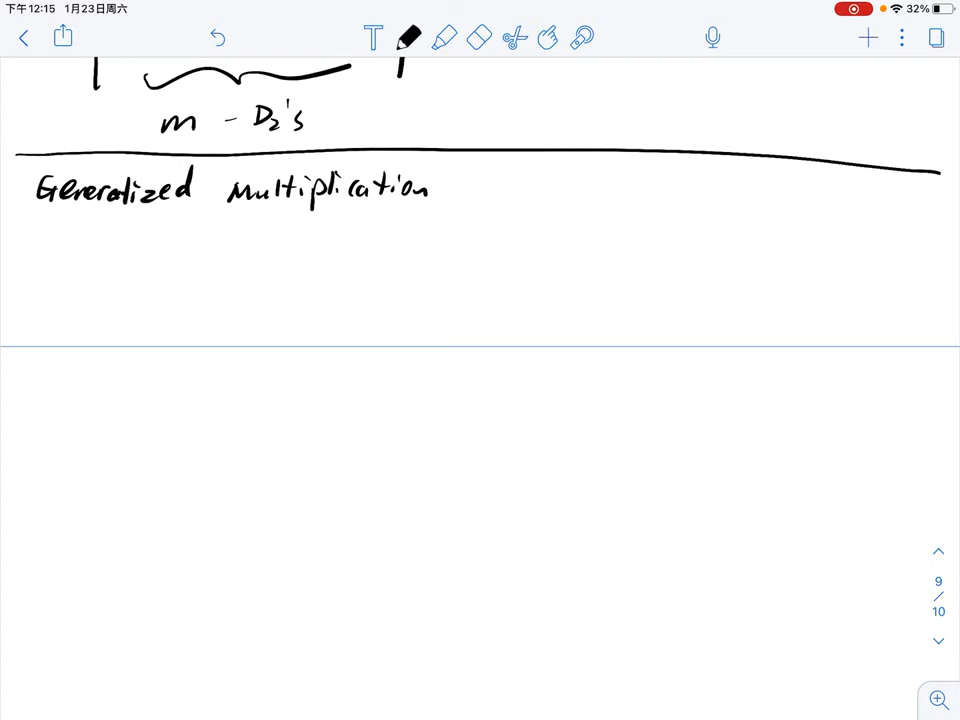 下午12:15 1月23日周六 32%
T
m - D₂'s
Generalized Multiplication
9
/
10